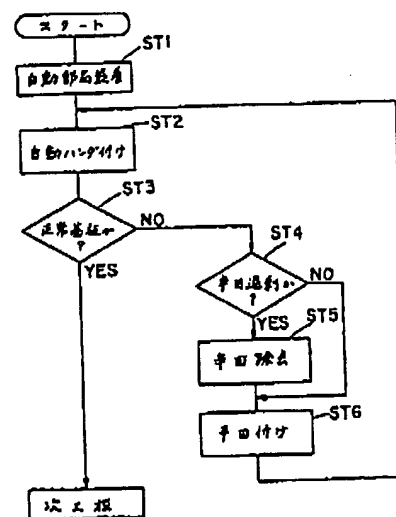 スタート
ST1
自動部品装着
ST2
自動ハンダ付け
ST3
正常基板か?
NO
YES
ST4
半田過剰か?
NO
YES
ST5
半田除去
ST6
半田付け
次工程